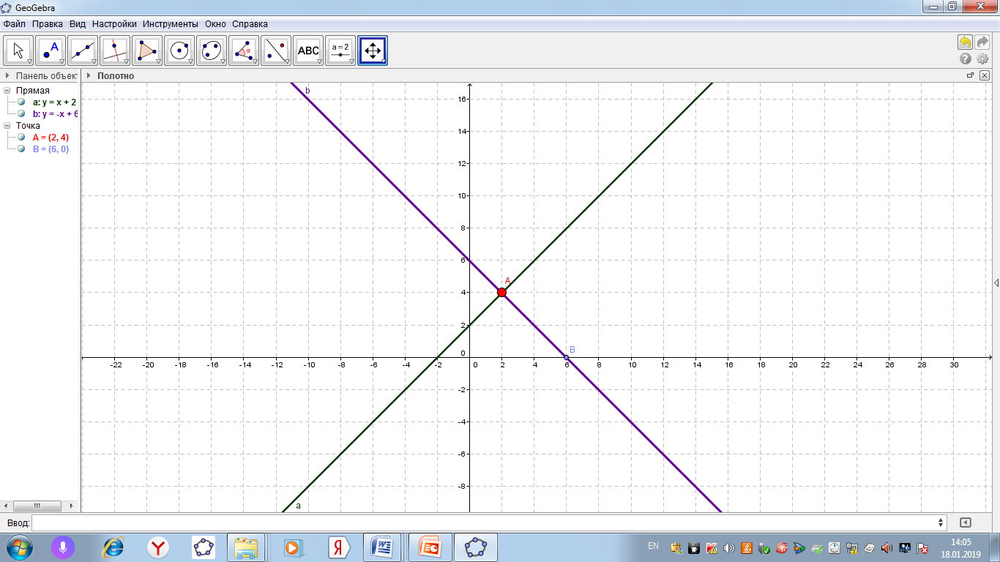 GeoGebra
Файл Правка Вид Настройки Инструменты Окно Справка
A ABC a = 2 α
Панель объект Полотно
Прямая
a: y = x + 2
b: y = -x + 6
Точка
A = (2, 4)
B = (6, 0)
b
16
14
12
10
8
6
A
4
2
B
0
-22 -20 -18 -16 -14 -12 -10 -8 -6 -4 -2 0 2 4 6 8 10 12 14 16 18 20 22 24 26 28 30
-2
-4
-6
-8
a
Ввод:
EN
14:05
18.01.2019